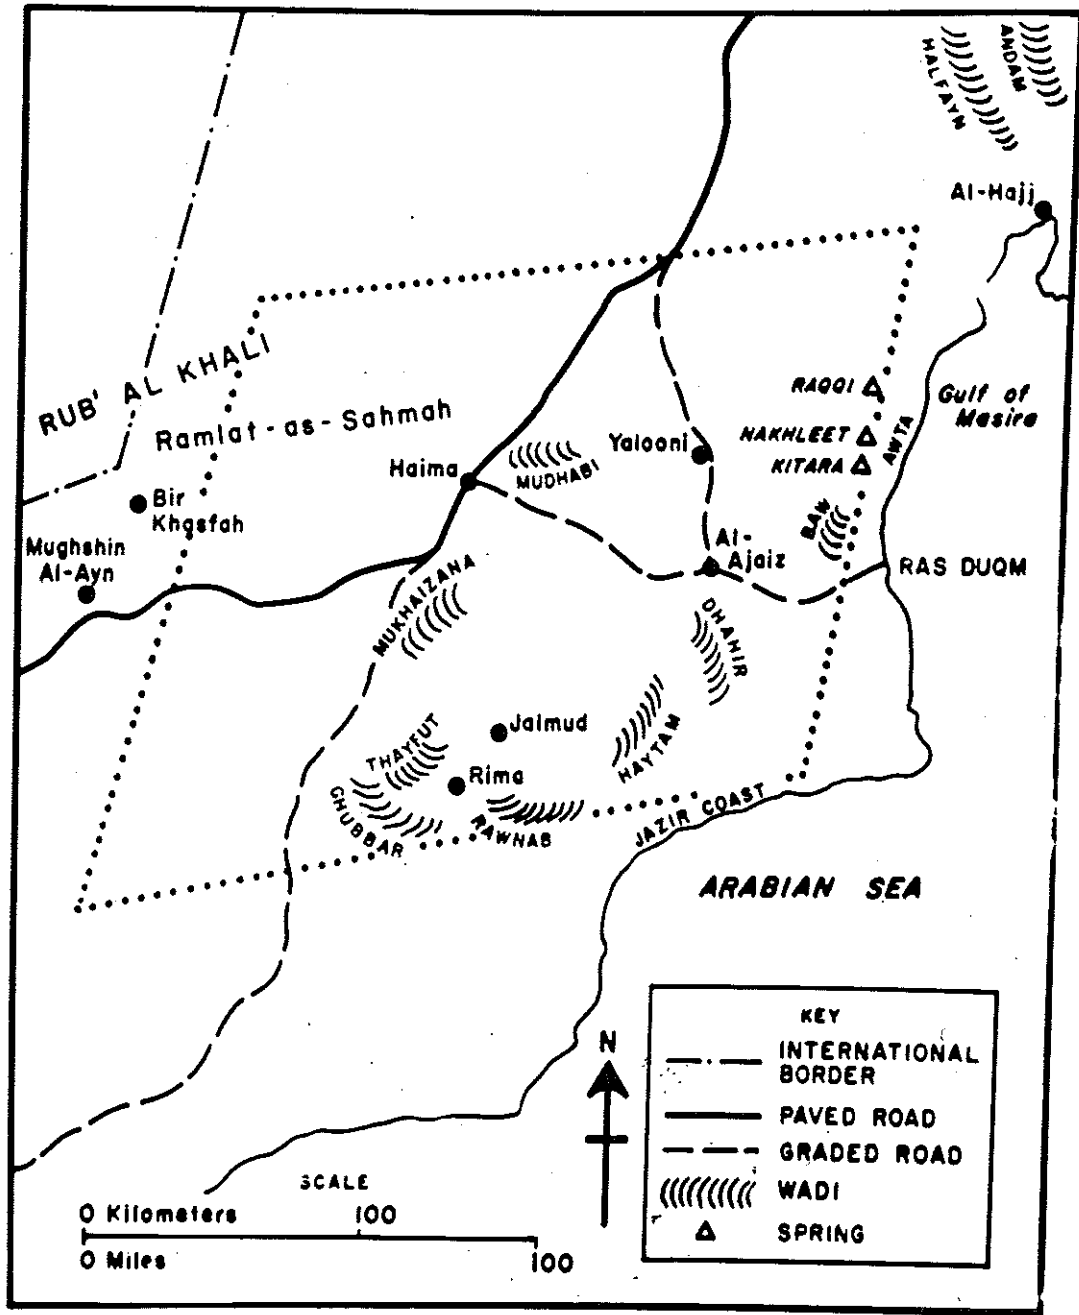 HALFAYN
ANDAM
Al-Hajj
RUB' AL KHALI
Ramlat-as-Sahmah
RAQQI
Gulf of
Masira
NAKHLEET
KITARA
AWTA
Yalooni
Haima
MUDHABI
Bir
Khasfah
BAW
Mughshin
Al-Ayn
Al-
Ajaiz
RAS DUQM
MUKHAIZANA
DHAHIR
Jalmud
THAYFUT
HAYTAM
Rima
GHUBBAR
RAWNAB
JAZIR COAST
ARABIAN SEA
KEY
INTERNATIONAL
BORDER
PAVED ROAD
GRADED ROAD
WADI
SPRING
N
SCALE
0 Kilometers 100
0 Miles 100